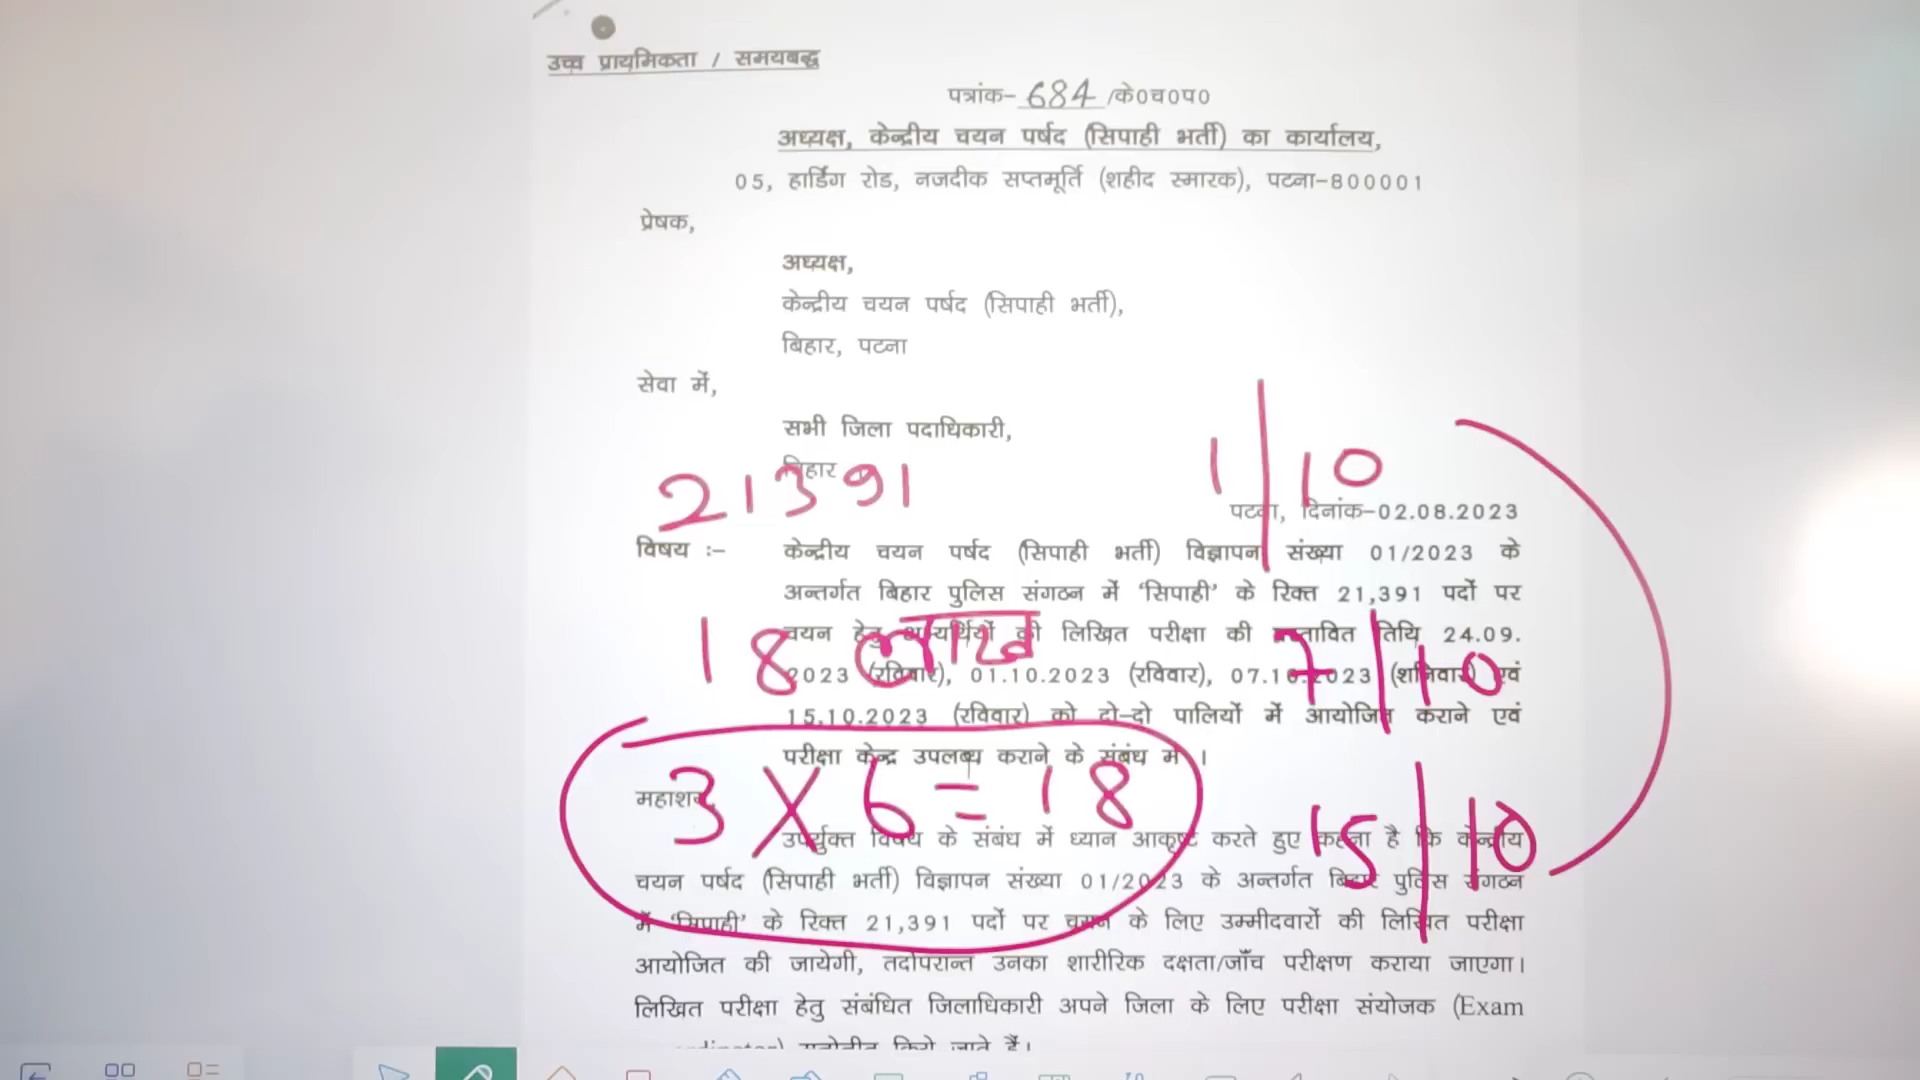 उच्च प्राथमिकता / समयबद्ध
पत्रांक- 684 /के0च0प0
अध्यक्ष, केन्द्रीय चयन पर्षद (सिपाही भर्ती) का कार्यालय,
05, हार्डिंग रोड, नजदीक सप्तमूर्ति (शहीद स्मारक), पटना-800001
प्रेषक,
अध्यक्ष,
केन्द्रीय चयन पर्षद (सिपाही भर्ती),
बिहार, पटना
सेवा में,
सभी जिला पदाधिकारी,
बिहार
21391
1/10
पटना, दिनांक-02.08.2023
विषय :- केन्द्रीय चयन पर्षद (सिपाही भर्ती) विज्ञापन संख्या 01/2023 के
अन्तर्गत बिहार पुलिस संगठन में 'सिपाही' के रिक्त 21,391 पदों पर
चयन हेतु अभ्यर्थियों की लिखित परीक्षा की प्रस्तावित तिथि 24.09.
2023 (रविवार), 01.10.2023 (रविवार), 07.10.2023 (शनिवार) एवं
15.10.2023 (रविवार) को दो-दो पालियों में आयोजित कराने एवं
परीक्षा केन्द्र उपलब्ध कराने के संबंध में ।
18 लाख
7/10
3 X 6 = 18
15/10
महाशय,
उपर्युक्त विषय के संबंध में ध्यान आकृष्ट करते हुए कहना है कि केन्द्रीय
चयन पर्षद (सिपाही भर्ती) विज्ञापन संख्या 01/2023 के अन्तर्गत बिहार पुलिस संगठन
में 'सिपाही' के रिक्त 21,391 पदों पर चयन के लिए उम्मीदवारों की लिखित परीक्षा
आयोजित की जायेगी, तदोपरान्त उनका शारीरिक दक्षता/जाँच परीक्षण कराया जाएगा।
लिखित परीक्षा हेतु संबंधित जिलाधिकारी अपने जिला के लिए परीक्षा संयोजक (Exam
मनोनीत किये जाते हैं।